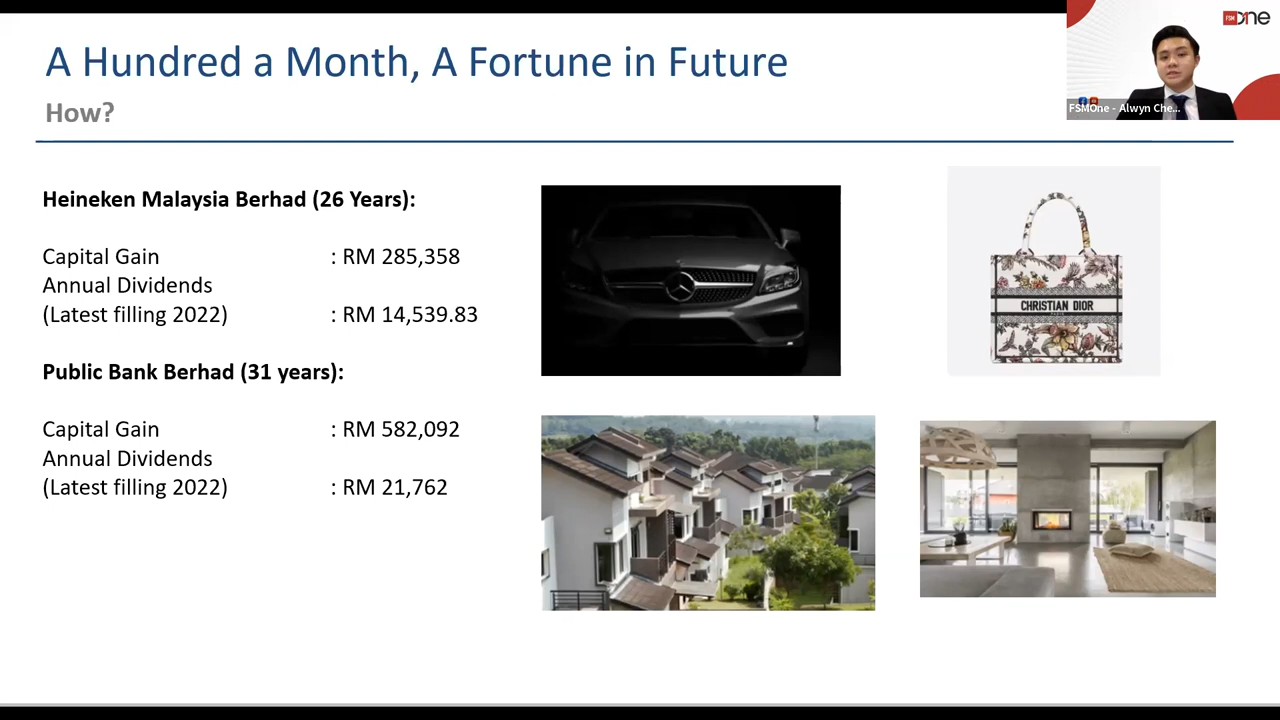 A Hundred a Month, A Fortune in Future
How?
FSM One
FSMOne - Alwyn Che...
Heineken Malaysia Berhad (26 Years):
Capital Gain : RM 285,358
Annual Dividends
(Latest filling 2022) : RM 14,539.83
Public Bank Berhad (31 years):
Capital Gain : RM 582,092
Annual Dividends
(Latest filling 2022) : RM 21,762
CHRISTIAN DIOR